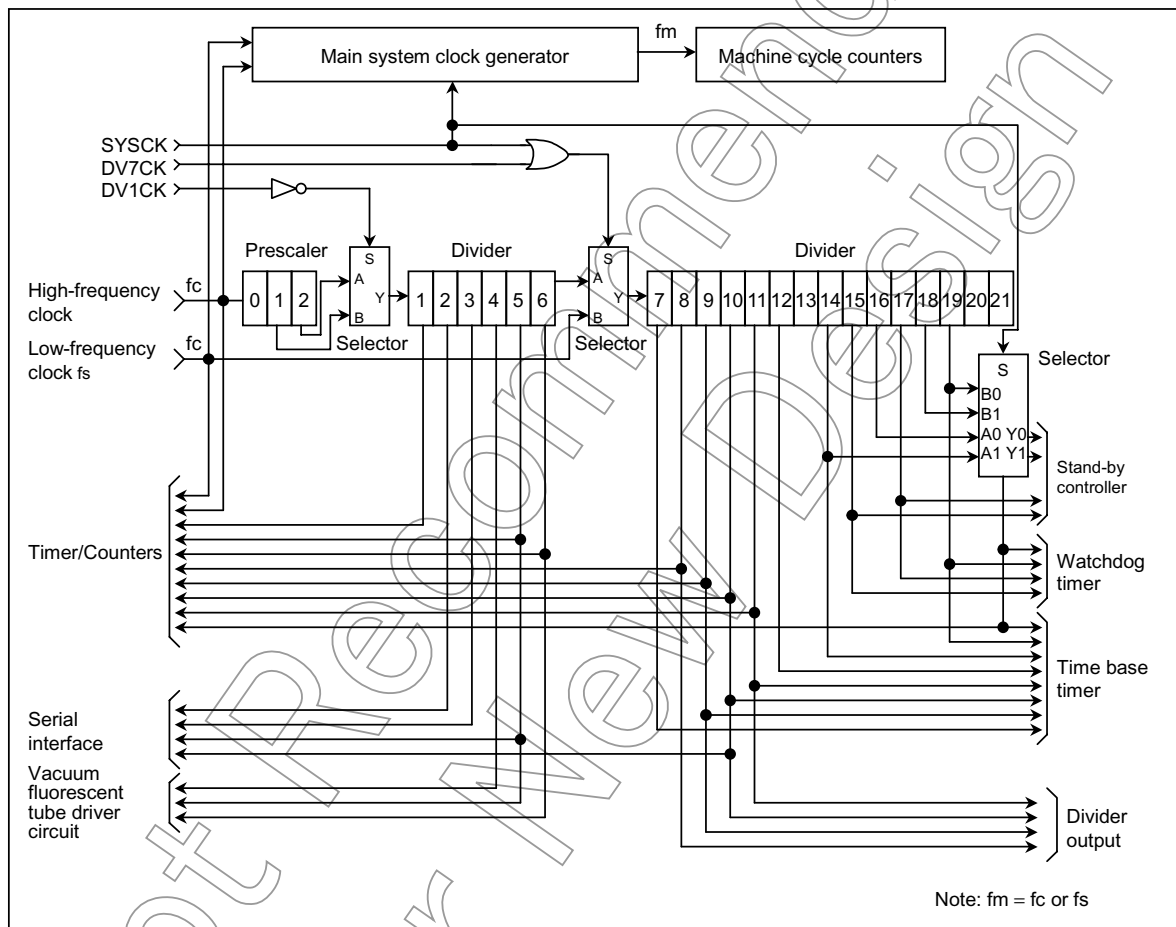 fm
Main system clock generator
Machine cycle counters
SYSCK
DV7CK
DV1CK
Prescaler
Divider
Divider
S
S
fc
High-frequency
clock
0 1 2
A
B
Y
1 2 3 4 5 6
A
B
Y
7 8 9 10 11 12 13 14 15 16 17 18 19 20 21
Selector
Selector
fc
Low-frequency
clock fs
Selector
S
B0
B1
A0 Y0
A1 Y1
Stand-by
controller
Timer/Counters
Watchdog
timer
Time base
timer
Serial
interface
Vacuum
fluorescent
tube driver
circuit
Divider
output
Note: fm = fc or fs
ot Recommen
r New Design